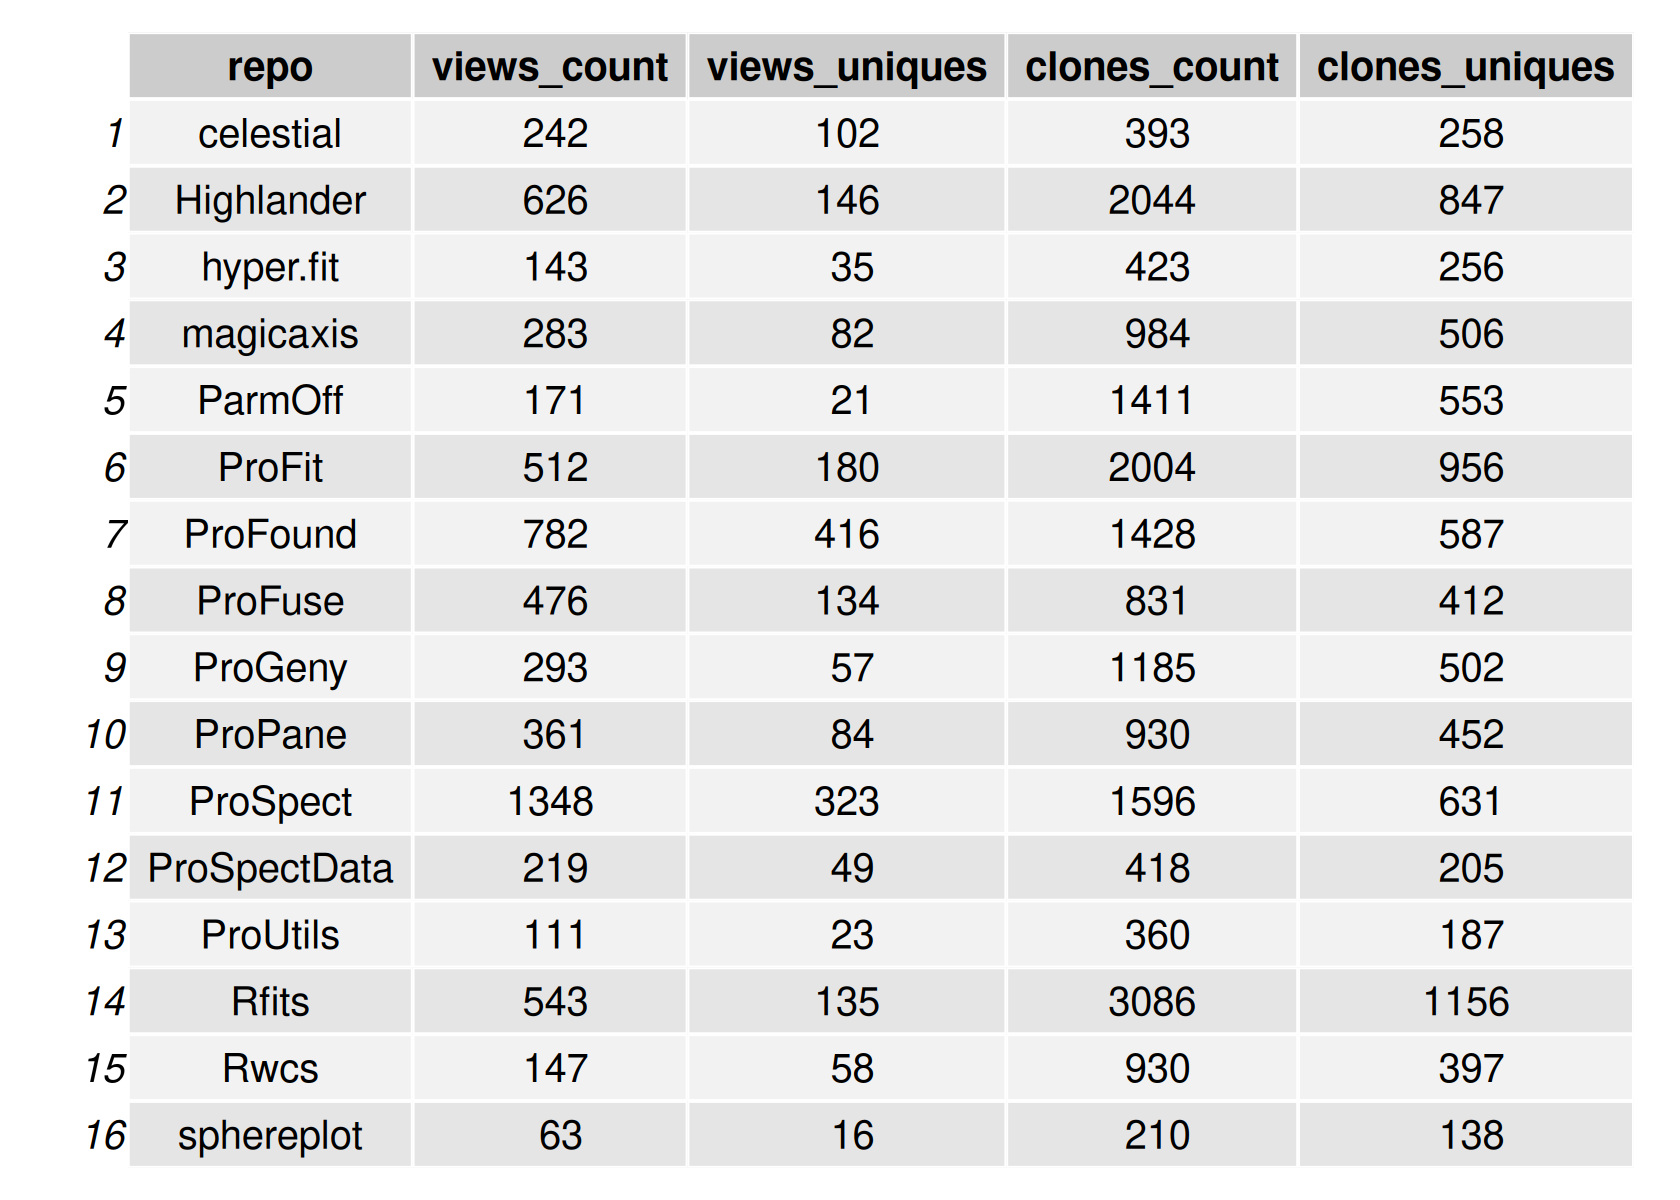 repo views_count views_uniques clones_count clones_uniques
1 celestial 242 102 393 258
2 Highlander 626 146 2044 847
3 hyper.fit 143 35 423 256
4 magicaxis 283 82 984 506
5 ParmOff 171 21 1411 553
6 ProFit 512 180 2004 956
7 ProFound 782 416 1428 587
8 ProFuse 476 134 831 412
9 ProGeny 293 57 1185 502
10 ProPane 361 84 930 452
11 ProSpect 1348 323 1596 631
12 ProSpectData 219 49 418 205
13 ProUtils 111 23 360 187
14 Rfits 543 135 3086 1156
15 Rwcs 147 58 930 397
16 sphereplot 63 16 210 138